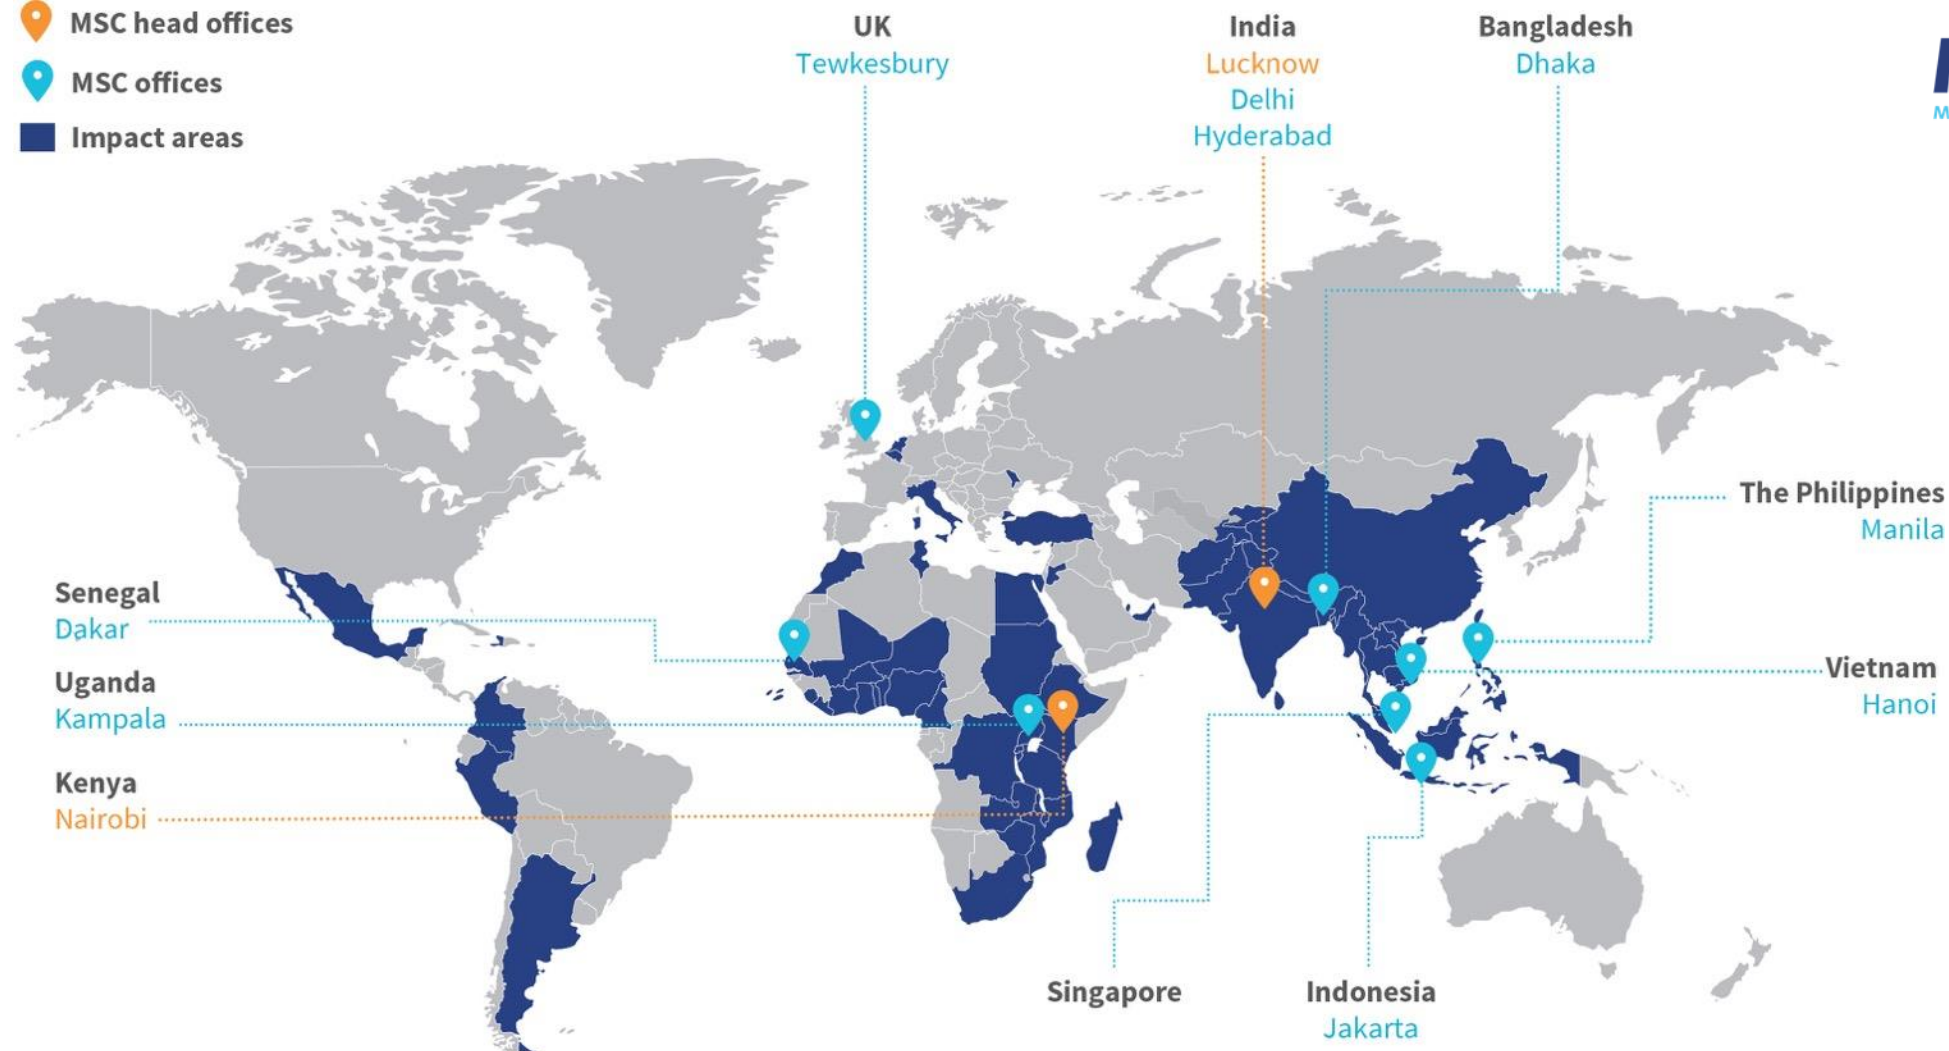 MSC head offices
MSC offices
Impact areas
UK
Tewkesbury
India
Lucknow
Delhi
Hyderabad
Bangladesh
Dhaka
The Philippines
Manila
Senegal
Dakar
Uganda
Kampala
Kenya
Nairobi
Vietnam
Hanoi
Singapore
Indonesia
Jakarta